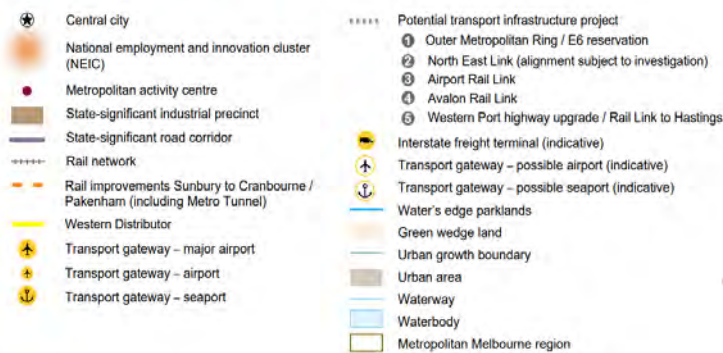 Central city
National employment and innovation cluster
(NEIC)
Metropolitan activity centre
State-significant industrial precinct
State-significant road corridor
Rail network
Rail improvements Sunbury to Cranbourne /
Pakenham (including Metro Tunnel)
Western Distributor
Transport gateway – major airport
Transport gateway – airport
Transport gateway – seaport
Potential transport infrastructure project
1 Outer Metropolitan Ring / E6 reservation
2 North East Link (alignment subject to investigation)
3 Airport Rail Link
4 Avalon Rail Link
5 Western Port highway upgrade / Rail Link to Hastings
Interstate freight terminal (indicative)
Transport gateway – possible airport (indicative)
Transport gateway – possible seaport (indicative)
Water's edge parklands
Green wedge land
Urban growth boundary
Urban area
Waterway
Waterbody
Metropolitan Melbourne region